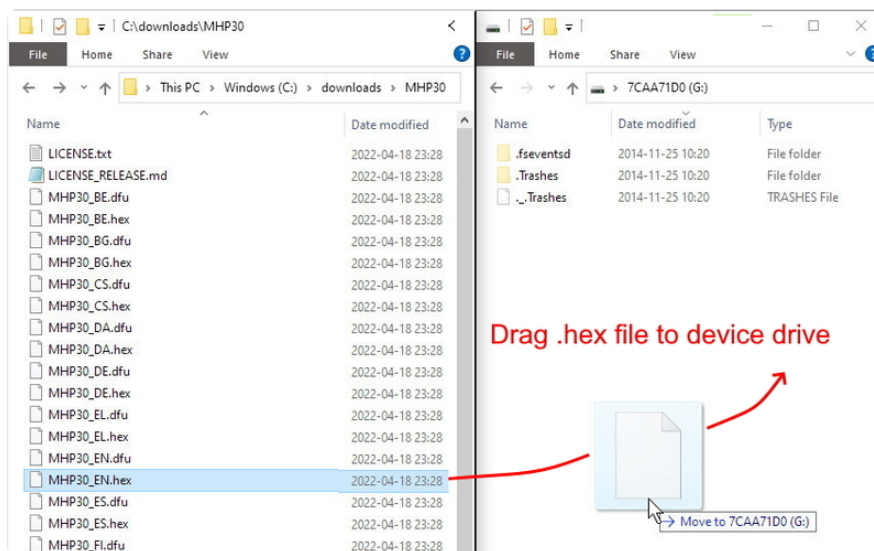 C:\downloads\MHP30
File Home Share View
This PC > Windows (C:) > downloads > MHP30
Name Date modified
LICENSE.txt 2022-04-18 23:28
LICENSE_RELEASE.md 2022-04-18 23:28
MHP30_BE.dfu 2022-04-18 23:28
MHP30_BE.hex 2022-04-18 23:28
MHP30_BG.dfu 2022-04-18 23:28
MHP30_BG.hex 2022-04-18 23:28
MHP30_CS.dfu 2022-04-18 23:28
MHP30_CS.hex 2022-04-18 23:28
MHP30_DA.dfu 2022-04-18 23:28
MHP30_DA.hex 2022-04-18 23:28
MHP30_DE.dfu 2022-04-18 23:28
MHP30_DE.hex 2022-04-18 23:28
MHP30_EL.dfu 2022-04-18 23:28
MHP30_EL.hex 2022-04-18 23:28
MHP30_EN.dfu 2022-04-18 23:28
MHP30_EN.hex 2022-04-18 23:28
MHP30_ES.dfu 2022-04-18 23:28
MHP30_ES.hex 2022-04-18 23:28
MHP30_FI.dfu 2022-04-18 23:28
File Home Share View
7CAA71D0 (G:)
Name Date modified Type
.fseventsd 2014-11-25 10:20 File folder
.Trashes 2014-11-25 10:20 File folder
._.Trashes 2014-11-25 10:20 TRASHES File
Drag .hex file to device drive
Move to 7CAA71D0 (G:)